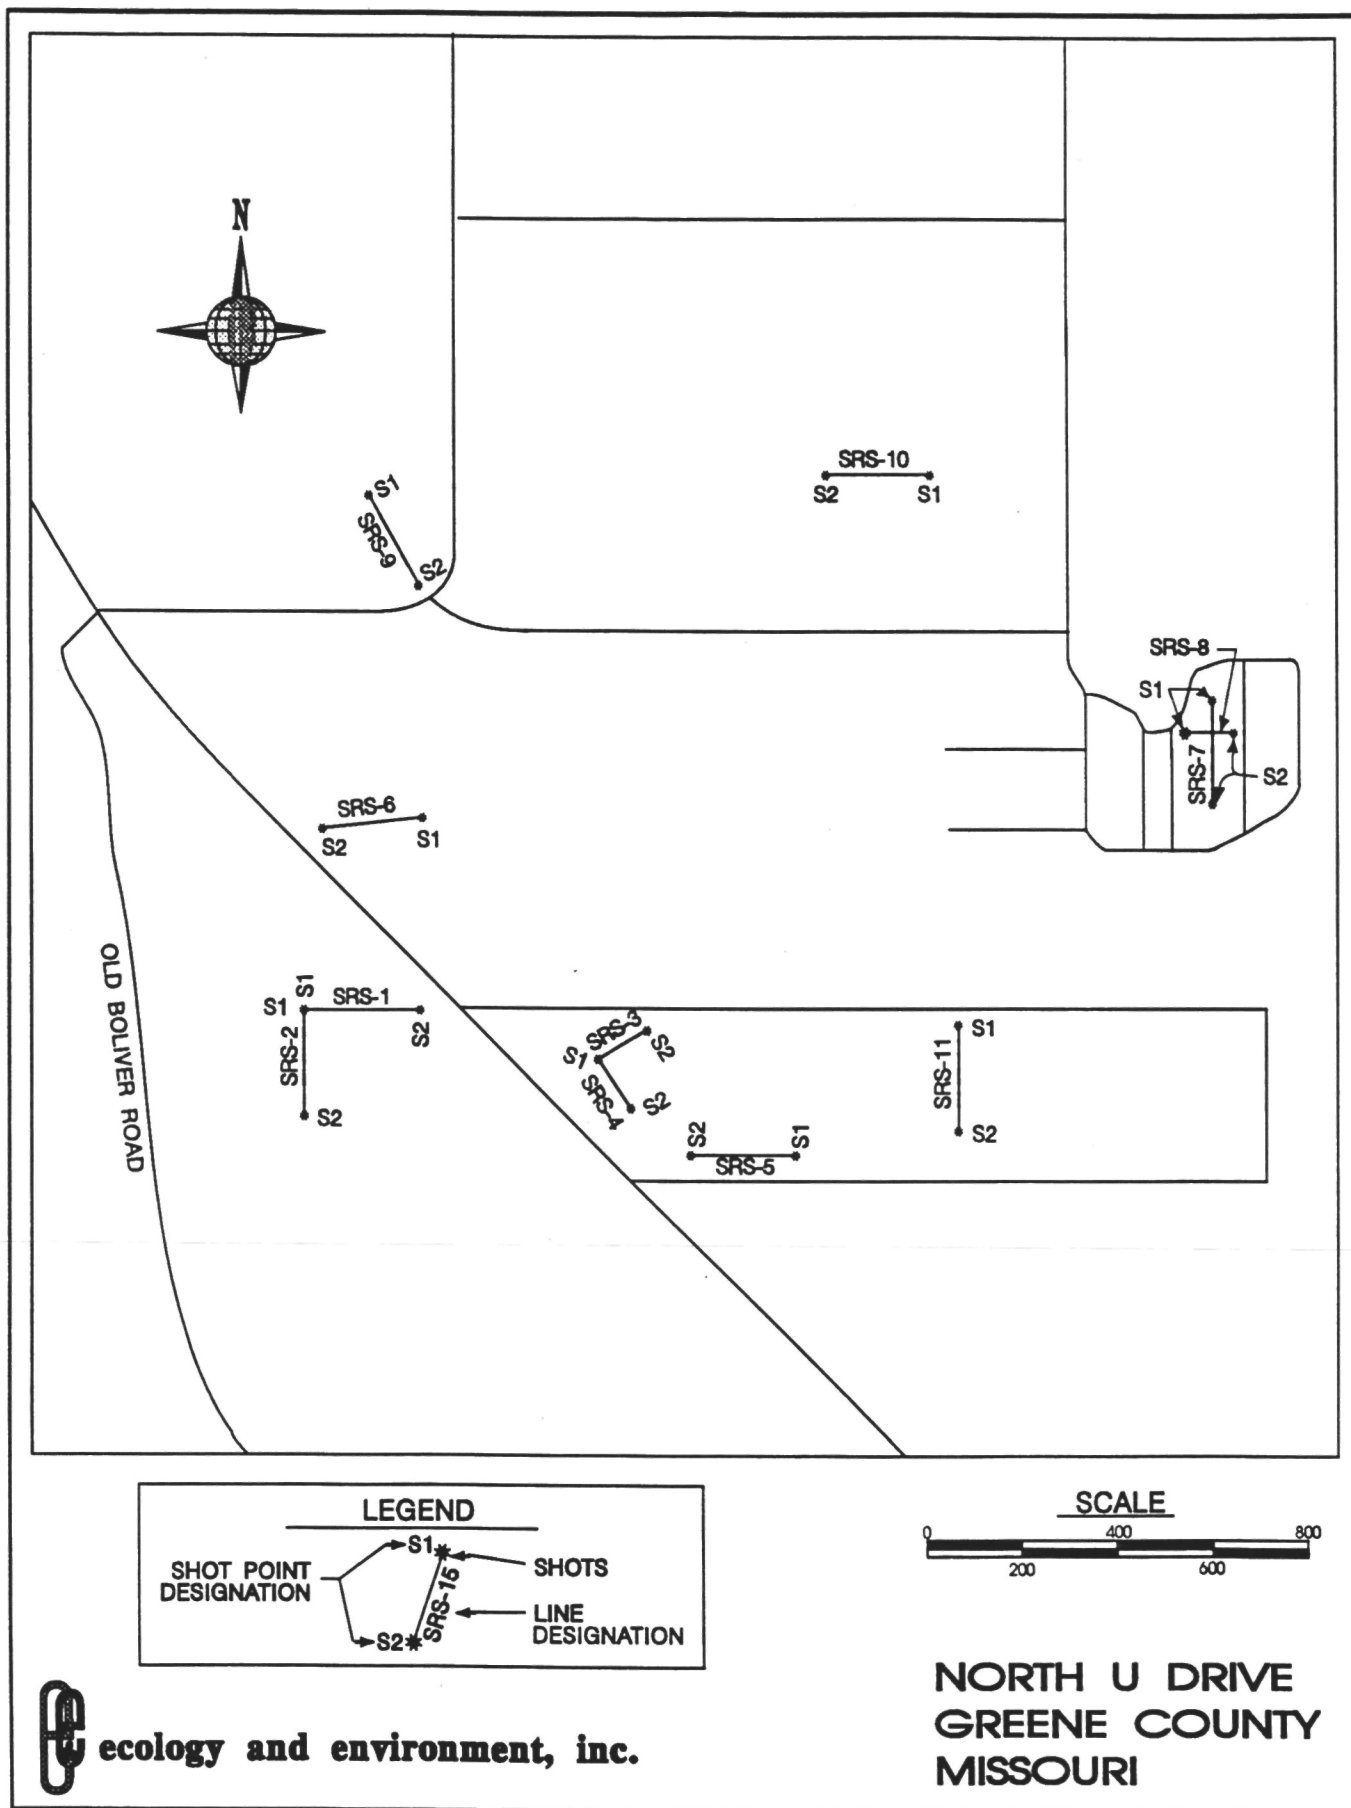 N
SRS-10
S2
S1
S1
SRS-9
S2
SRS-8
S1
SRS-7
S2
SRS-6
S2
S1
OLD BOLIVER ROAD
S1
S1
SRS-1
S2
SRS-2
S2
SRS-3
S2
S1
SRS-4
S2
S2
S1
SRS-5
S1
SRS-11
S2
LEGEND
S1
SHOT POINT
DESIGNATION
SHOTS
SRS-15
LINE
DESIGNATION
S2
SCALE
0 400 800
200 600
NORTH U DRIVE
GREENE COUNTY
MISSOURI
ecology and environment, inc.